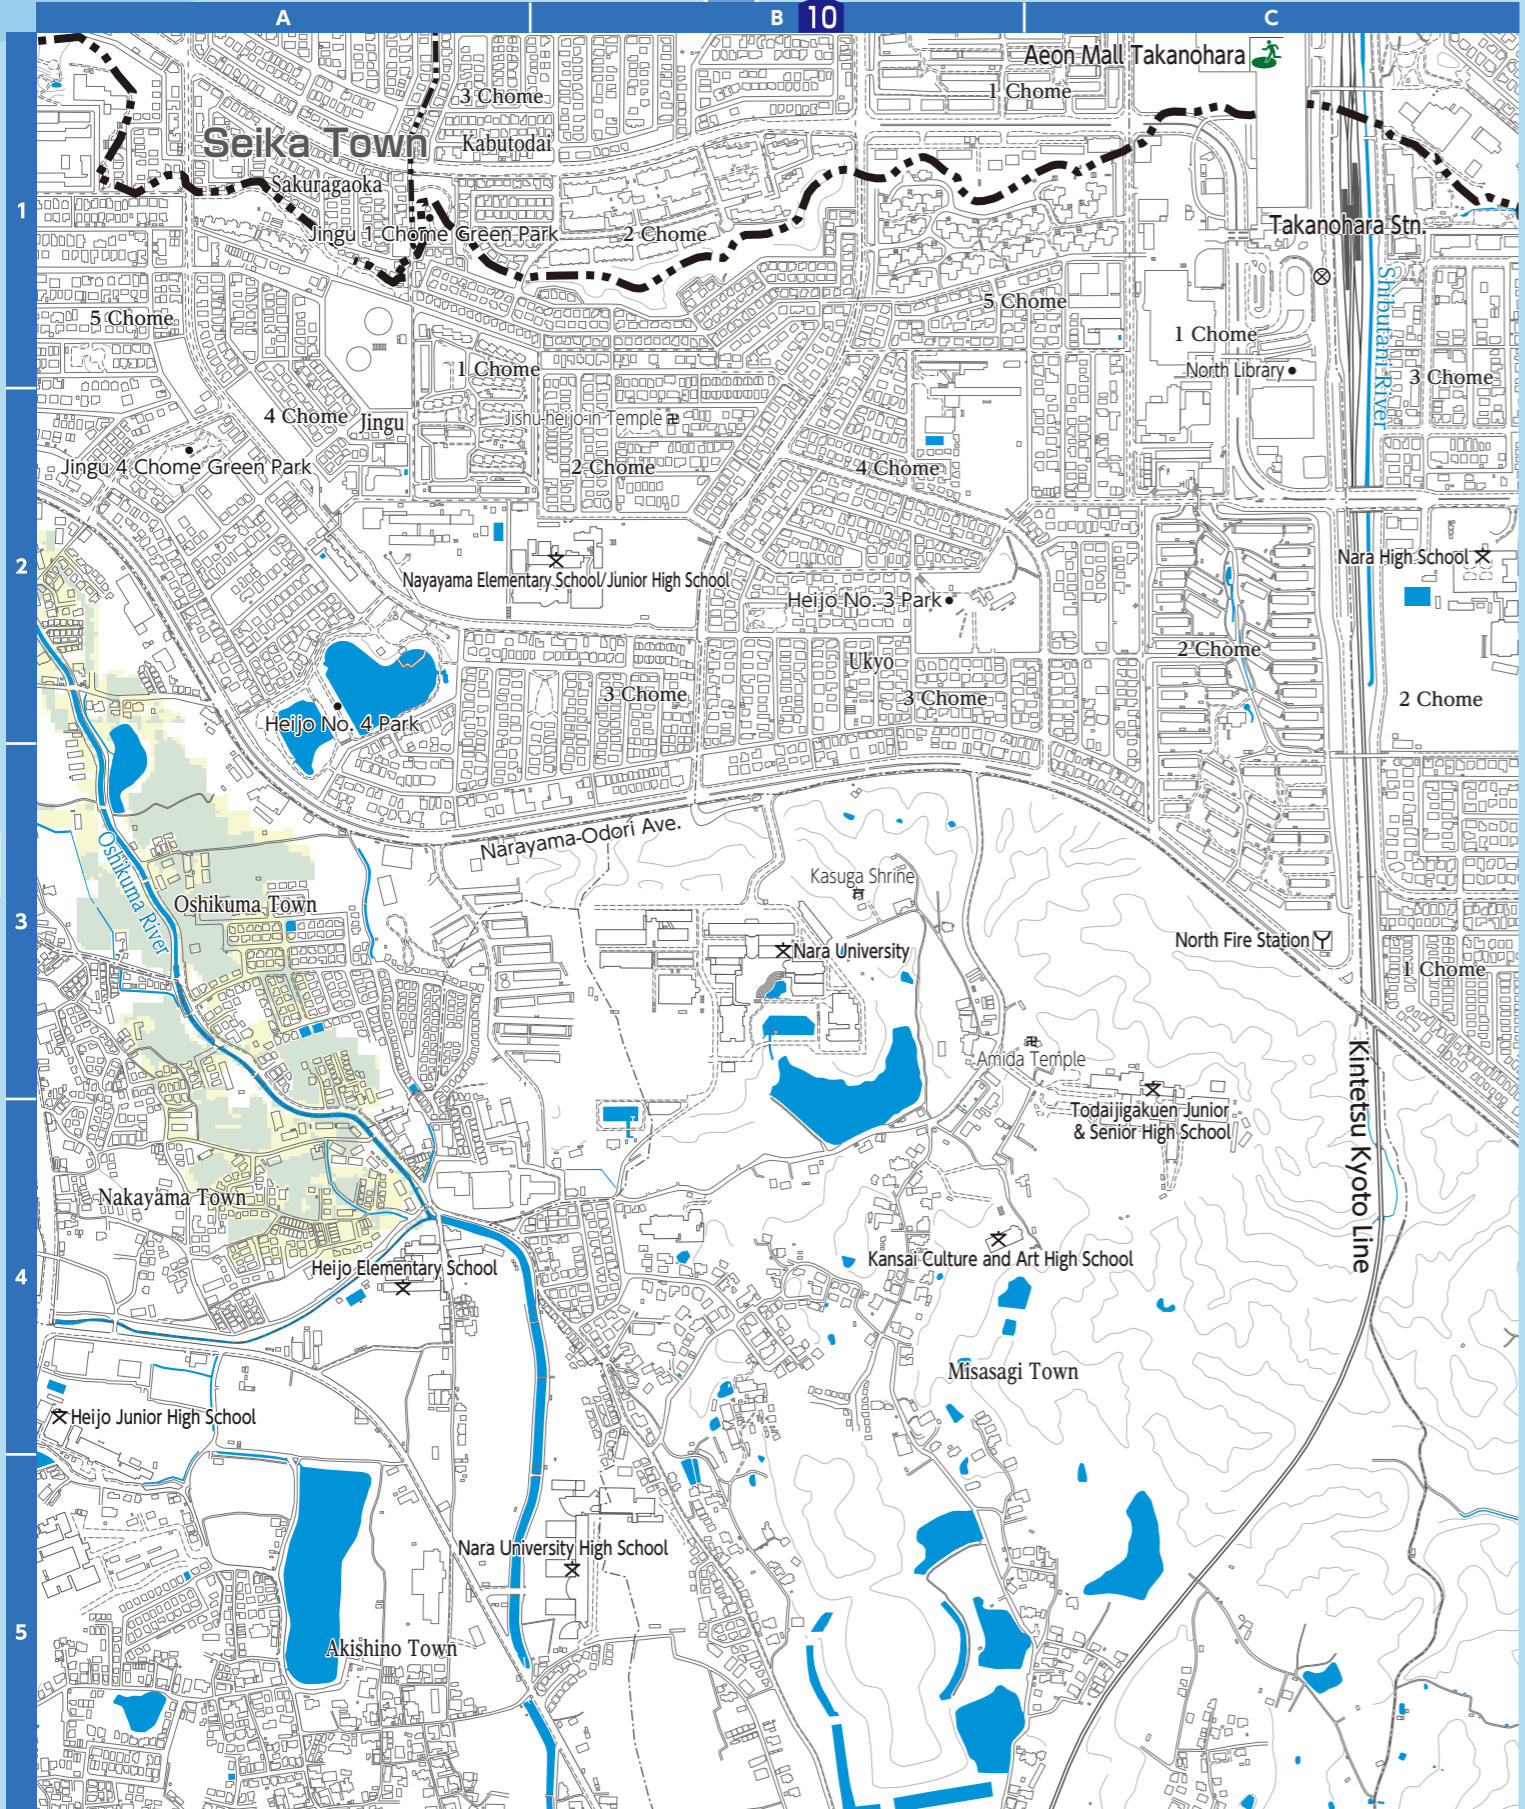 A
B
10
C
Aeon Mall Takanohara
3 Chome
1 Chome
Seika Town
Kabutodai
Sakuragaoka
1
Jingu 1 Chome Green Park
2 Chome
Takanohara Stn.
5 Chome
5 Chome
Shibutani River
1 Chome
1 Chome
North Library
3 Chome
4 Chome
Jingu
Jishu-heijo-in Temple
Jingu 4 Chome Green Park
2 Chome
4 Chome
2
Nara High School
Nayayama Elementary School/Junior High School
Heijo No. 3 Park
2 Chome
Ukyo
3 Chome
3 Chome
2 Chome
Heijo No. 4 Park
Narayama-Odori Ave.
Oshikuma River
Kasuga Shrine
Oshikuma Town
3
Nara University
North Fire Station
1 Chome
Amida Temple
Kintetsu Kyoto Line
Todaijigakuen Junior
& Senior High School
Nakayama Town
Heijo Elementary School
Kansai Culture and Art High School
4
Misasagi Town
Heijo Junior High School
Nara University High School
5
Akishino Town